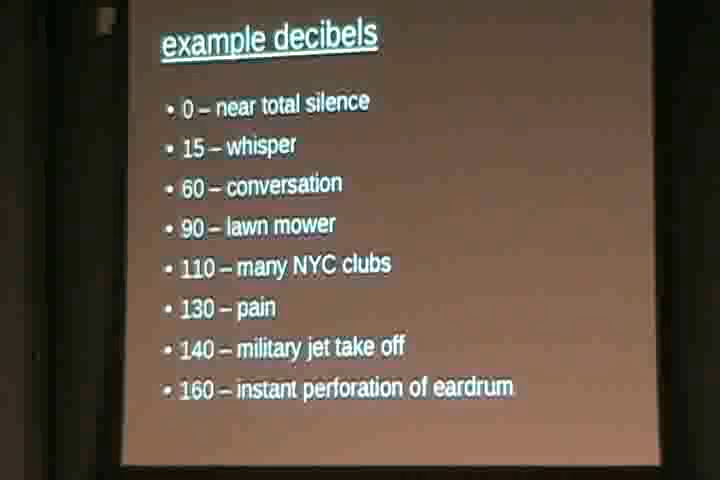 example decibels
• 0 – near total silence
• 15 – whisper
• 60 – conversation
• 90 – lawn mower
• 110 – many NYC clubs
• 130 – pain
• 140 – military jet take off
• 160 – instant perforation of eardrum